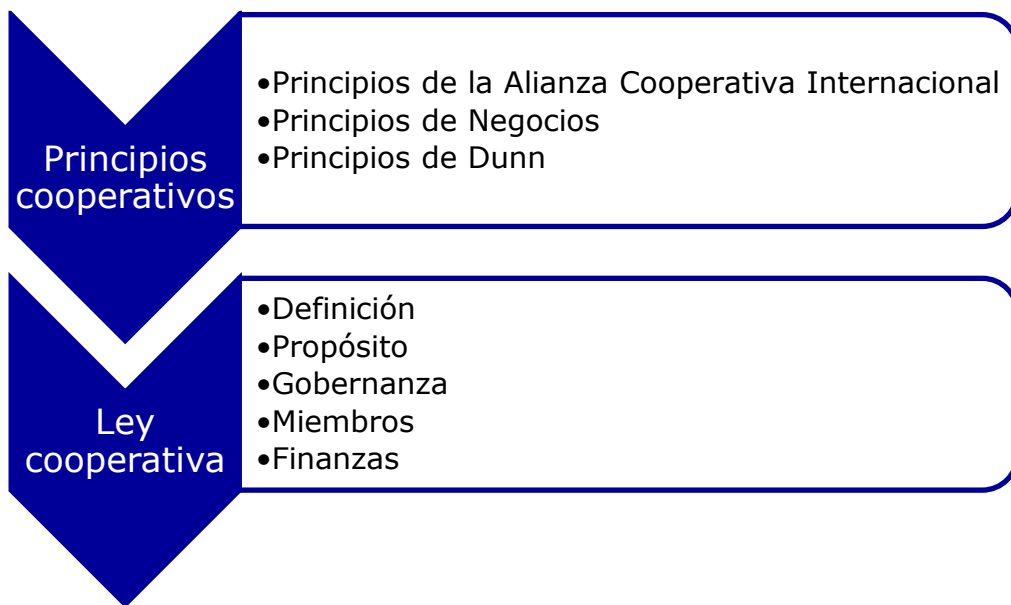 Principios
cooperativos
•Principios de la Alianza Cooperativa Internacional
•Principios de Negocios
•Principios de Dunn
Ley
cooperativa
•Definición
•Propósito
•Gobernanza
•Miembros
•Finanzas